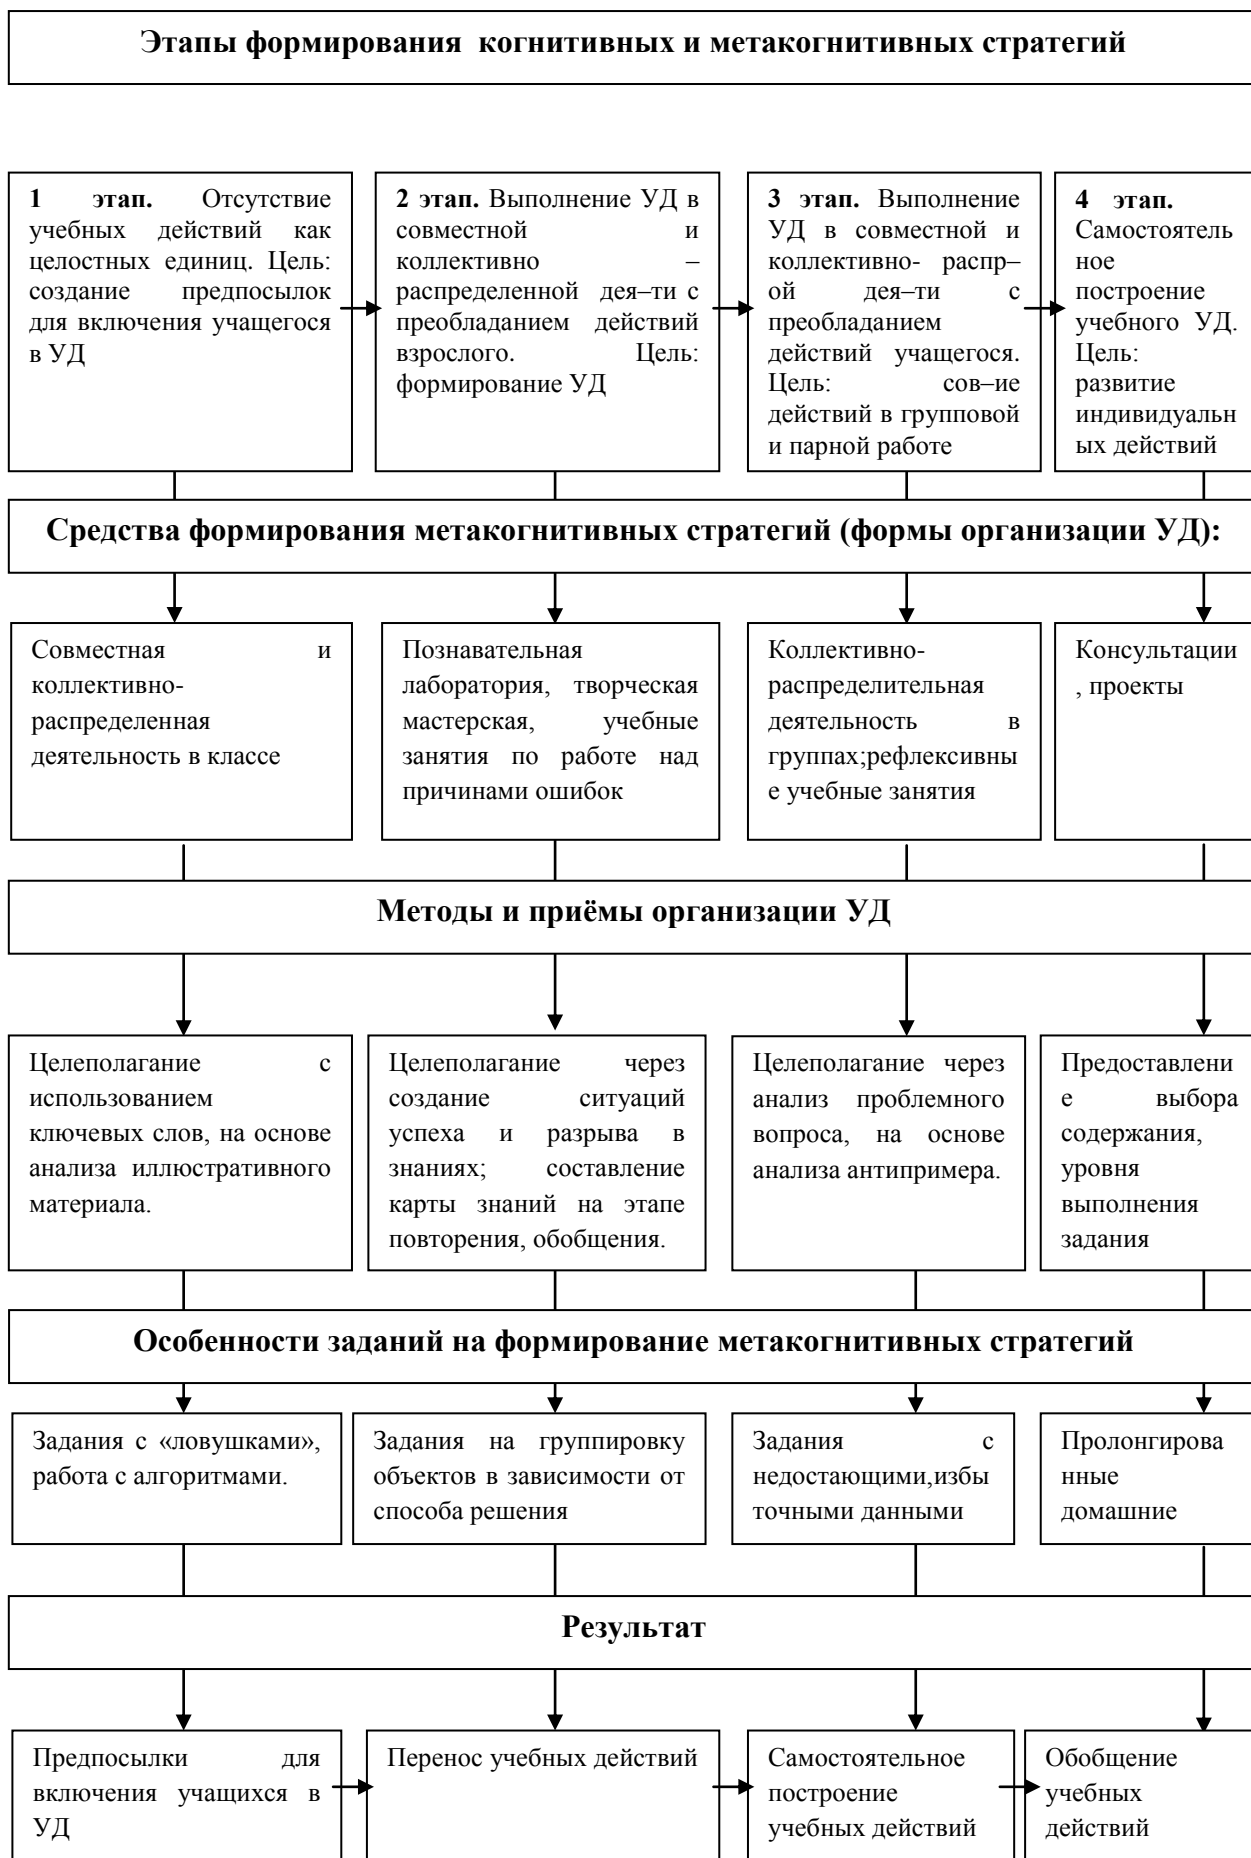 Этапы формирования когнитивных и метакогнитивных стратегий
1 этап. Отсутствие
учебных действий как
целостных единиц. Цель:
создание предпосылок
для включения учащегося
в УД
2 этап. Выполнение УД в
совместной и
коллективно –
распределенной дея–ти с
преобладанием действий
взрослого. Цель:
формирование УД
3 этап. Выполнение
УД в совместной и
коллективно- распр–
ой дея–ти с
преобладанием
действий учащегося.
Цель: сов–ие
действий в групповой
и парной работе
4 этап.
Самостоятель
ное
построение
учебного УД.
Цель:
развитие
индивидуальн
ых действий
Средства формирования метакогнитивных стратегий (формы организации УД):
Совместная и
коллективно-
распределенная
деятельность в классе
Познавательная
лаборатория, творческая
мастерская, учебные
занятия по работе над
причинами ошибок
Коллективно-
распределительная
деятельность в
группах;рефлексивны
е учебные занятия
Консультации
, проекты
Методы и приёмы организации УД
Целеполагание с
использованием
ключевых слов, на основе
анализа иллюстративного
материала.
Целеполагание через
создание ситуаций
успеха и разрыва в
знаниях; составление
карты знаний на этапе
повторения, обобщения.
Целеполагание через
анализ проблемного
вопроса, на основе
анализа антипримера.
Предоставлени
е выбора
содержания,
уровня
выполнения
задания
Особенности заданий на формирование метакогнитивных стратегий
Задания с «ловушками»,
работа с алгоритмами.
Задания на группировку
объектов в зависимости от
способа решения
Задания с
недостающими,избы
точными данными
Пролонгирова
нные
домашние
Результат
Предпосылки для
включения учащихся в
УД
Перенос учебных действий
Самостоятельное
построение
учебных действий
Обобщение
учебных
действий